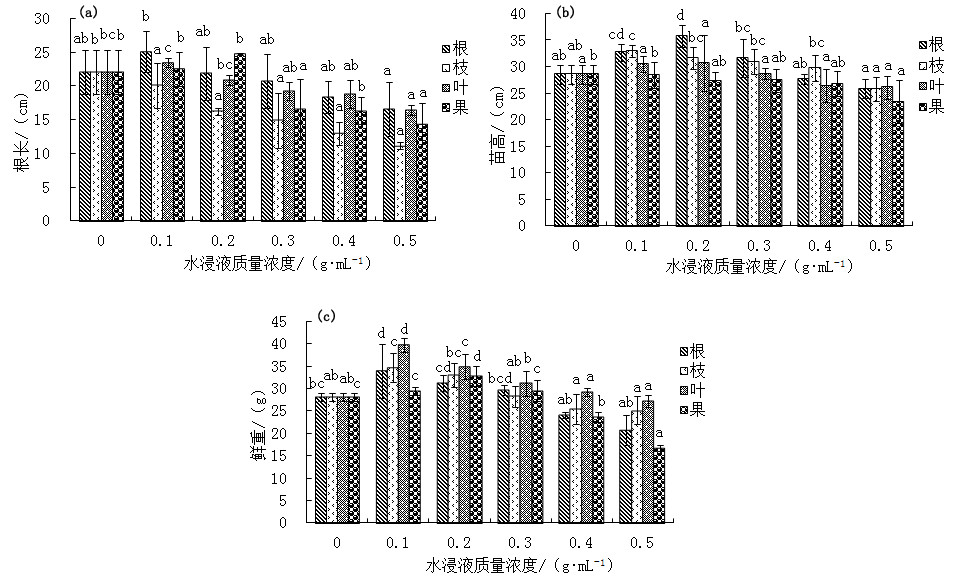 (a)
30
25
20
15
10
5
0
根长/(cm)
ab b bc b
b a c b
ab a bc b
ab a ab a
ab a ab b
ab a a a
0 0.1 0.2 0.3 0.4 0.5
水浸液质量浓度/(g·mL⁻¹)
根
枝
叶
果
(b)
40
35
30
25
20
15
10
5
0
苗高/(cm)
ab ab a b
cd c a b
d bc a ab
bc bc a ab
ab bc a ab
a a a a
0 0.1 0.2 0.3 0.4 0.5
水浸液质量浓度/(g·mL⁻¹)
根
枝
叶
果
(c)
45
40
35
30
25
20
15
10
5
0
鲜重/(g)
bc ab ab c
d c d c
cd bc c d
bcd ab b c
ab a a b
ab a a a
0 0.1 0.2 0.3 0.4 0.5
水浸液质量浓度/(g·mL⁻¹)
根
枝
叶
果